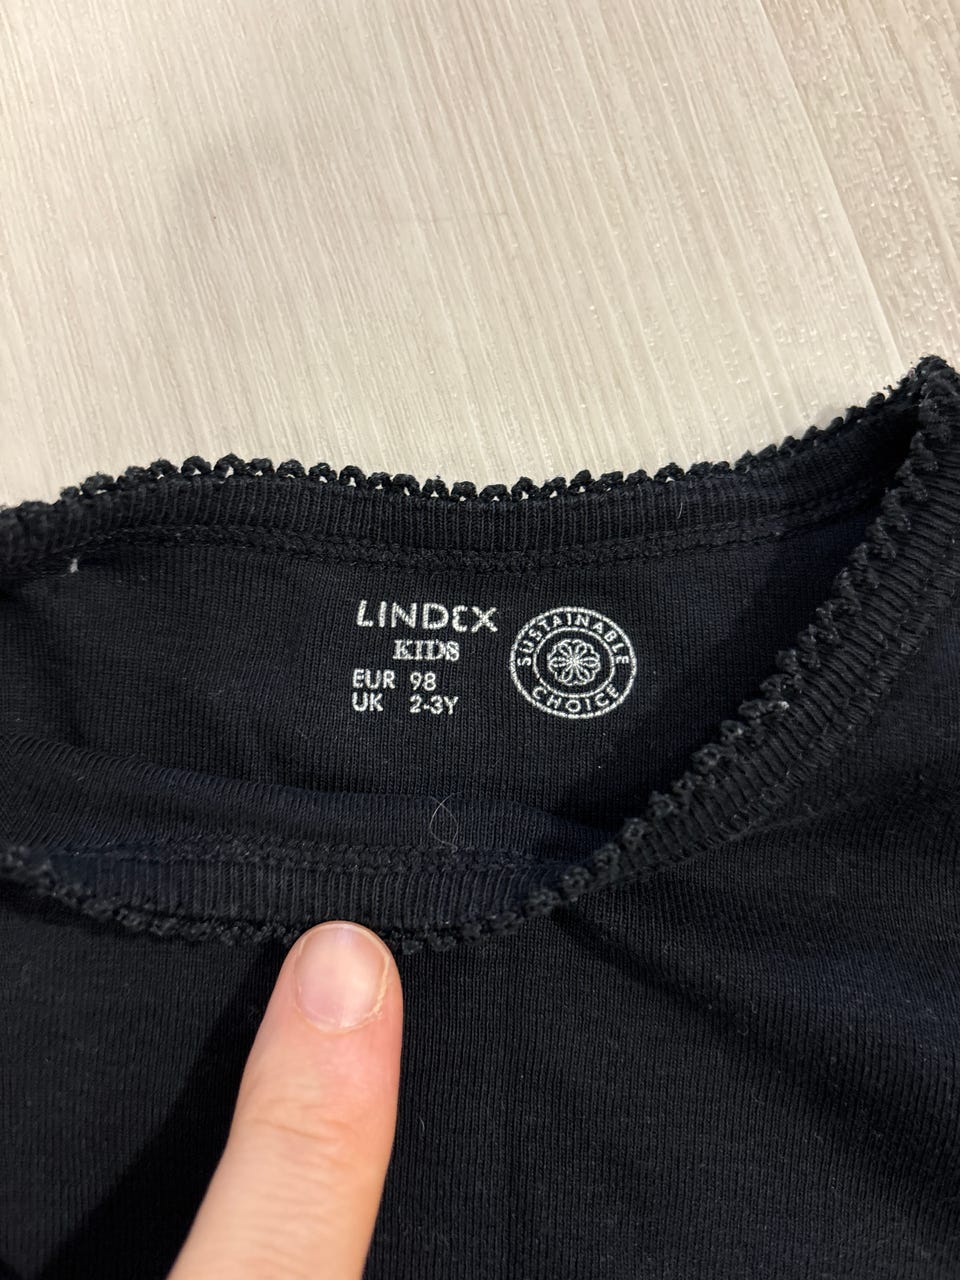 LINDEX
KIDS
EUR 98
UK 2-3Y
SUSTAINABLE
CHOICE